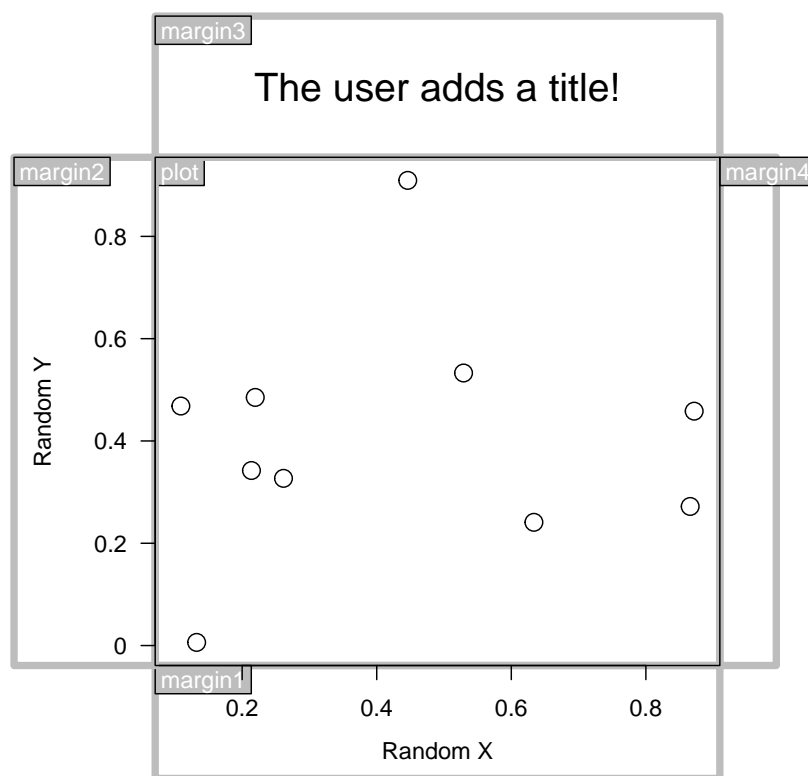 margin3
The user adds a title!
margin2
plot
margin4
0.8
0.6
0.4
0.2
0
Random Y
margin1
0.2 0.4 0.6 0.8
Random X